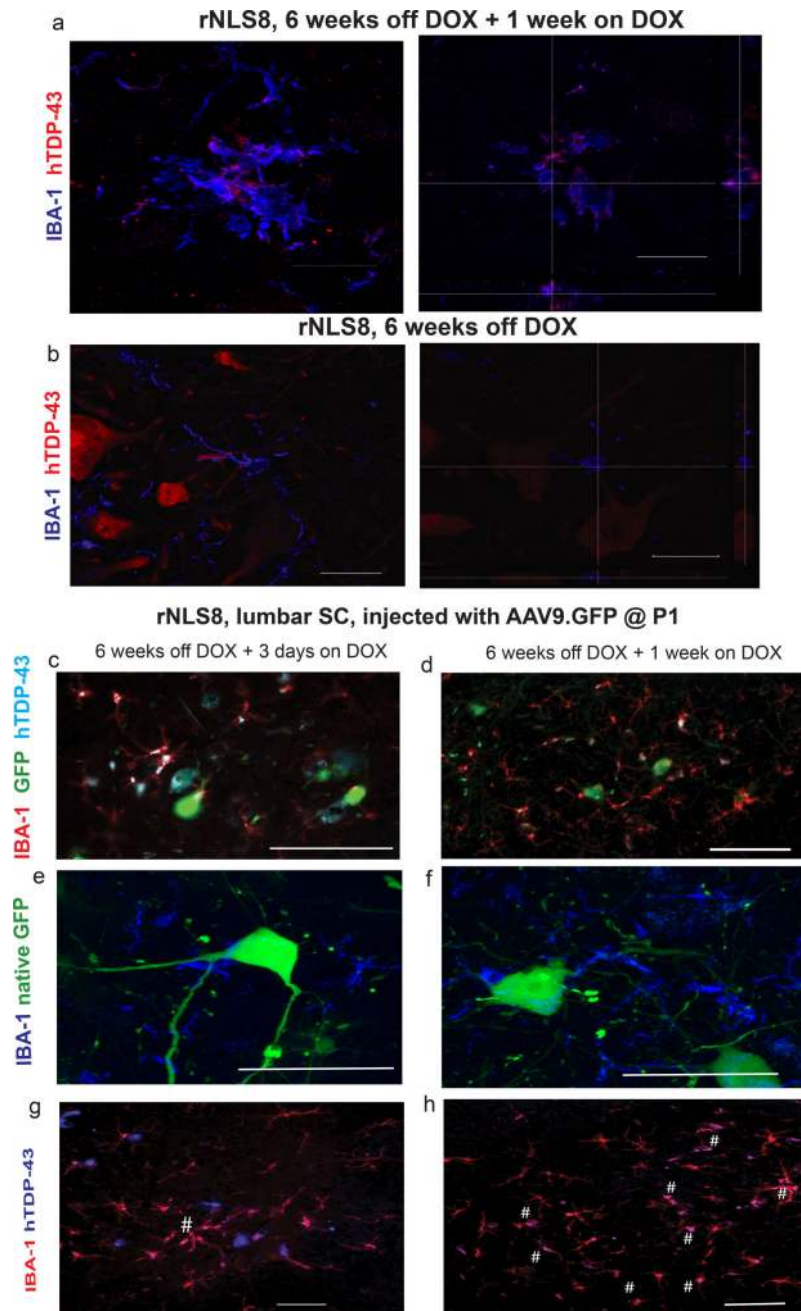 a
rNLS8, 6 weeks off DOX + 1 week on DOX
IBA-1 hTDP-43
rNLS8, 6 weeks off DOX
b
IBA-1 hTDP-43
rNLS8, lumbar SC, injected with AAV9.GFP @ P1
6 weeks off DOX + 3 days on DOX
6 weeks off DOX + 1 week on DOX
c
d
IBA-1 GFP hTDP-43
e
f
IBA-1 native GFP
g
h
IBA-1 hTDP-43
#
#
#
#
#
#
#
#
#